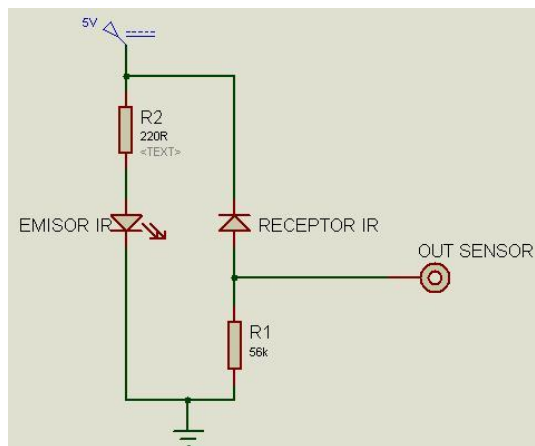 5V
R2
220R
<TEXT>
EMISOR IR
RECEPTOR IR
OUT SENSOR
R1
56k